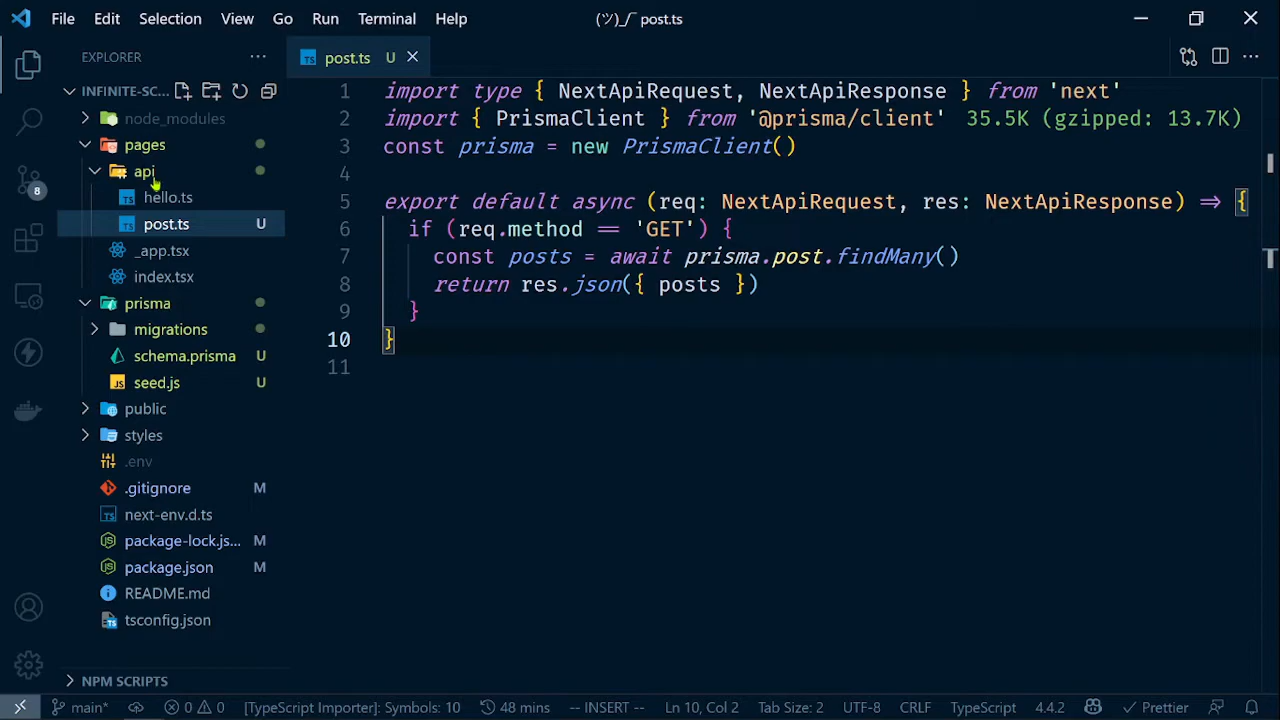 File Edit Selection View Go Run Terminal Help (ツ)_/¯ post.ts
EXPLORER ···
INFINITE-SC...
node_modules
pages
api
hello.ts
post.ts U
_app.tsx
index.tsx
prisma
migrations
schema.prisma U
seed.js U
public
styles
.env
.gitignore M
next-env.d.ts
package-lock.js... M
package.json M
README.md
tsconfig.json
NPM SCRIPTS
post.ts U
1 import type { NextApiRequest, NextApiResponse } from 'next'
2 import { PrismaClient } from '@prisma/client' 35.5K (gzipped: 13.7K)
3 const prisma = new PrismaClient()
4
5 export default async (req: NextApiRequest, res: NextApiResponse) => {
6 if (req.method == 'GET') {
7 const posts = await prisma.post.findMany()
8 return res.json({ posts })
9 }
10 }
11
8
main* 0 0 [TypeScript Importer]: Symbols: 10 48 mins -- INSERT -- Ln 10, Col 2 Tab Size: 2 UTF-8 CRLF TypeScript 4.4.2 Prettier